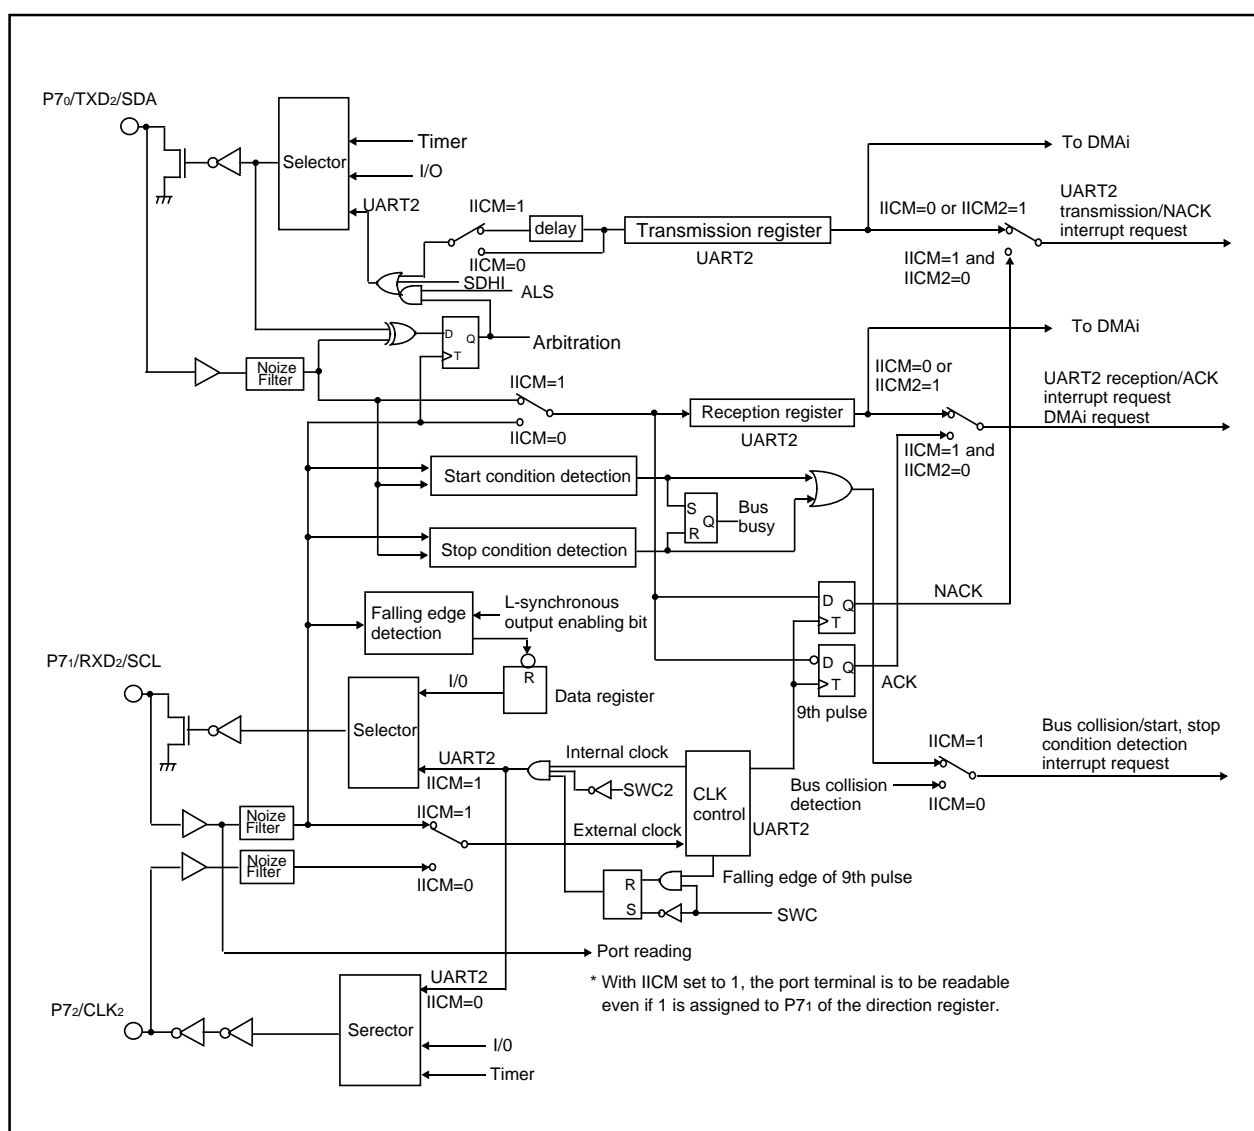 P70/TXD2/SDA
Selector
Timer
I/O
UART2
To DMAi
IICM=1
delay
Transmission register
UART2
IICM=0
SDHI
ALS
IICM=0 or IICM2=1
UART2
transmission/NACK
interrupt request
IICM=1 and
IICM2=0
D
Q
T
Arbitration
Noize
Filter
To DMAi
IICM=1
IICM=0
Reception register
UART2
IICM=0 or
IICM2=1
UART2 reception/ACK
interrupt request
DMAi request
IICM=1 and
IICM2=0
Start condition detection
S
R
Q
Bus
busy
Stop condition detection
Falling edge
detection
L-synchronous
output enabling bit
D
Q
T
NACK
P71/RXD2/SCL
I/0
R
Data register
D
Q
T
ACK
9th pulse
Selector
UART2
IICM=1
Internal clock
SWC2
CLK
control
UART2
Bus collision
detection
IICM=1
IICM=0
Bus collision/start, stop
condition detection
interrupt request
Noize
Filter
IICM=1
External clock
Noize
Filter
IICM=0
R
S
Falling edge of 9th pulse
SWC
Port reading
* With IICM set to 1, the port terminal is to be readable
even if 1 is assigned to P71 of the direction register.
P72/CLK2
UART2
IICM=0
Serector
I/0
Timer